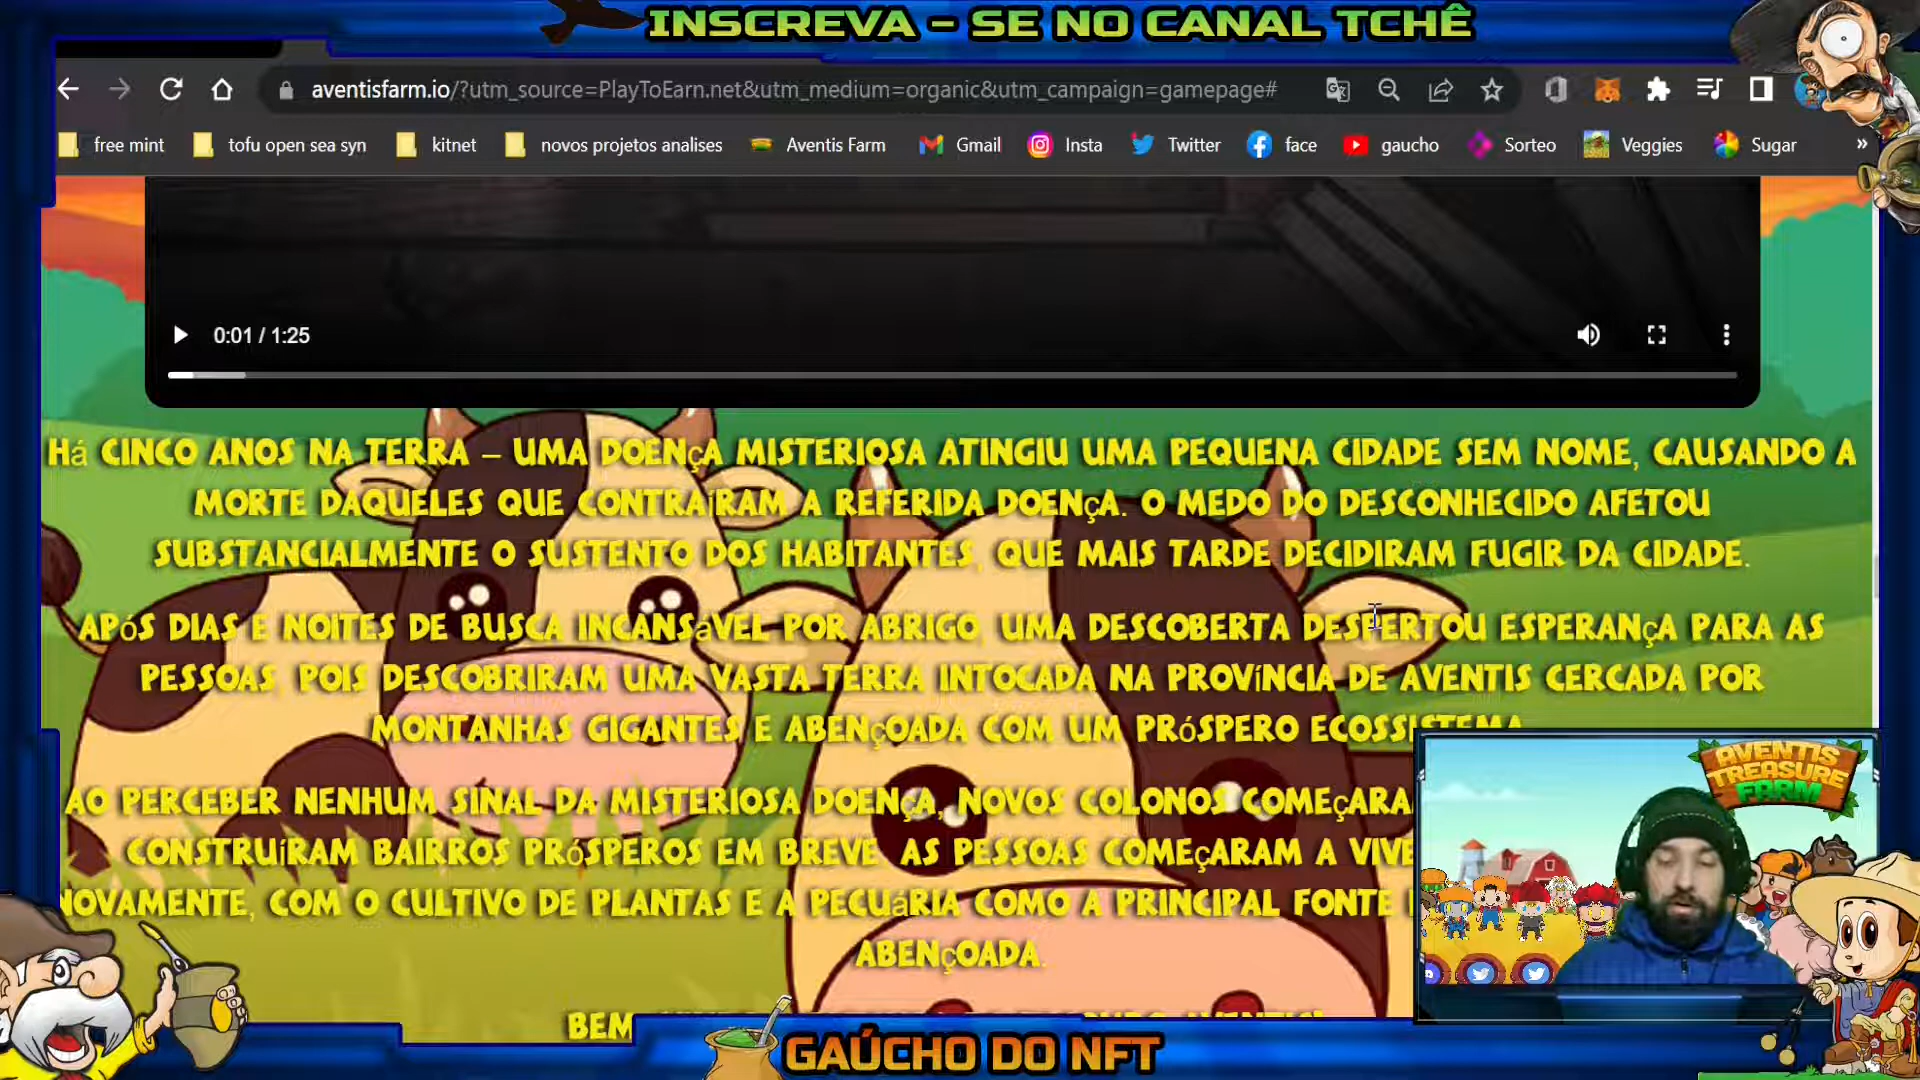 INSCREVA - SE NO CANAL TCHÊ
aventisfarm.io/?utm_source=PlayToEarn.net&utm_medium=organic&utm_campaign=gamepage#
free mint tofu open sea syn kitnet novos projetos analises Aventis Farm Gmail Insta Twitter face gaucho Sorteo Veggies Sugar »
0:01 / 1:25
HÁ CINCO ANOS NA TERRA – UMA DOENÇA MISTERIOSA ATINGIU UMA PEQUENA CIDADE SEM NOME, CAUSANDO A
MORTE DAQUELES QUE CONTRAÍRAM A REFERIDA DOENÇA. O MEDO DO DESCONHECIDO AFETOU
SUBSTANCIALMENTE O SUSTENTO DOS HABITANTES, QUE MAIS TARDE DECIDIRAM FUGIR DA CIDADE.
APÓS DIAS E NOITES DE BUSCA INCANSÁVEL POR ABRIGO, UMA DESCOBERTA DESPERTOU ESPERANÇA PARA AS
PESSOAS, POIS DESCOBRIRAM UMA VASTA TERRA INTOCADA NA PROVÍNCIA DE AVENTIS CERCADA POR
MONTANHAS GIGANTES E ABENÇOADA COM UM PRÓSPERO ECOSSISTEMA.
AO PERCEBER NENHUM SINAL DA MISTERIOSA DOENÇA, NOVOS COLONOS COMEÇARA
CONSTRUÍRAM BAIRROS PRÓSPEROS EM BREVE. AS PESSOAS COMEÇARAM A VIVE
NOVAMENTE, COM O CULTIVO DE PLANTAS E A PECUÁRIA COMO A PRINCIPAL FONTE
ABENÇOADA.
BEM
AVENTIS
TREASURE
FARM
GAÚCHO DO NFT